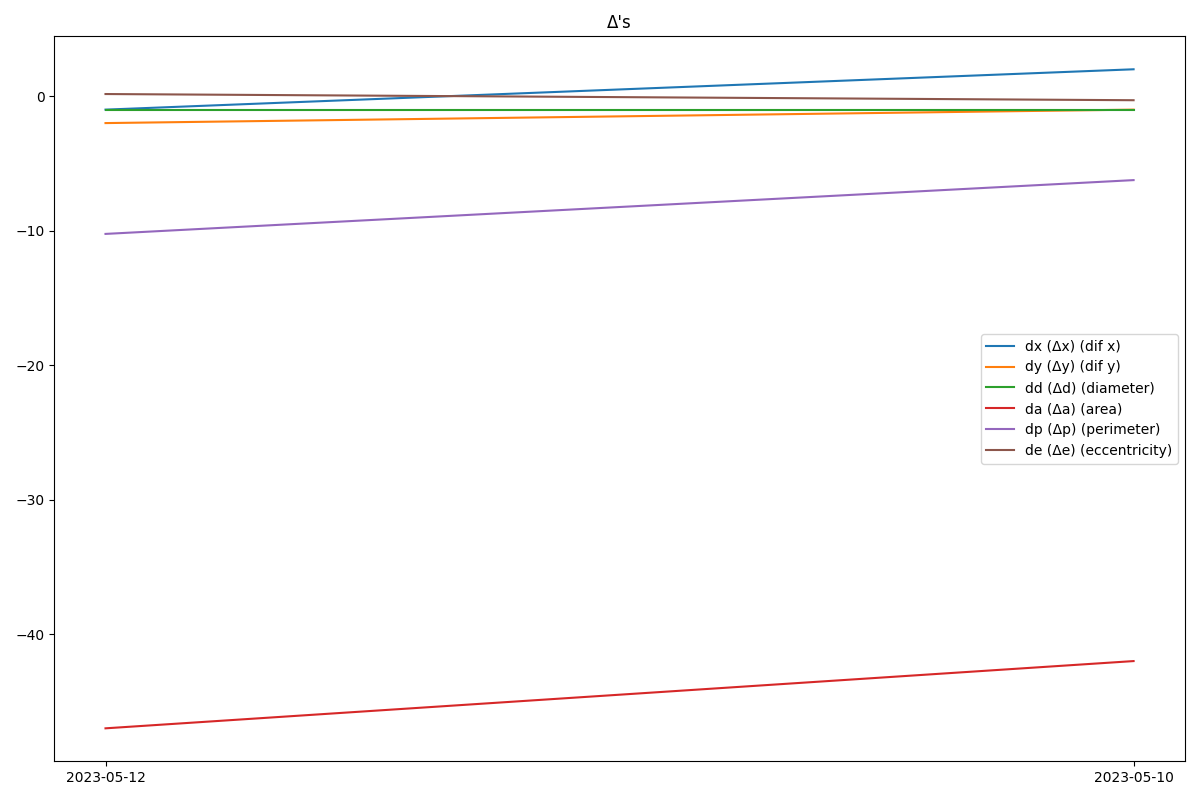 Δ's
0
−10
−20
−30
−40
dx (Δx) (dif x)
dy (Δy) (dif y)
dd (Δd) (diameter)
da (Δa) (area)
dp (Δp) (perimeter)
de (Δe) (eccentricity)
2023-05-12
2023-05-10